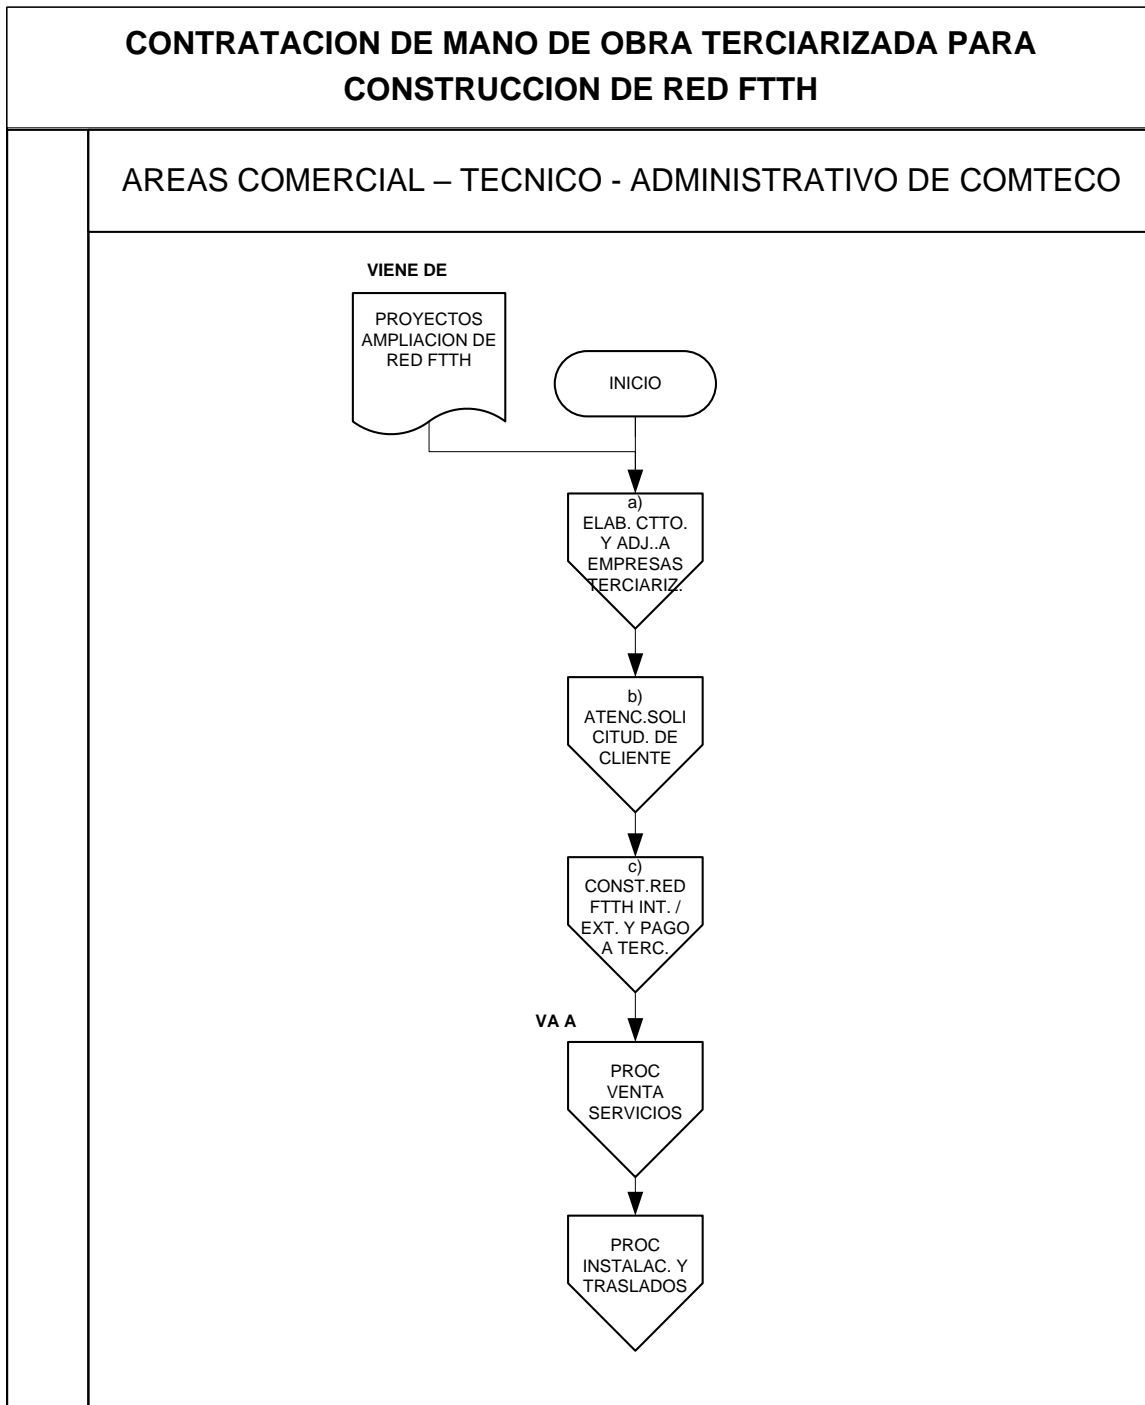 CONTRATACION DE MANO DE OBRA TERCIARIZADA PARA
CONSTRUCCION DE RED FTTH
AREAS COMERCIAL – TECNICO - ADMINISTRATIVO DE COMTECO
VIENE DE
PROYECTOS
AMPLIACION DE
RED FTTH
INICIO
a)
ELAB. CTTO.
Y ADJ..A
EMPRESAS
TERCIARIZ.
b)
ATENC.SOLI
CITUD. DE
CLIENTE
c)
CONST.RED
FTTH INT. /
EXT. Y PAGO
A TERC.
VA A
PROC
VENTA
SERVICIOS
PROC
INSTALAC. Y
TRASLADOS